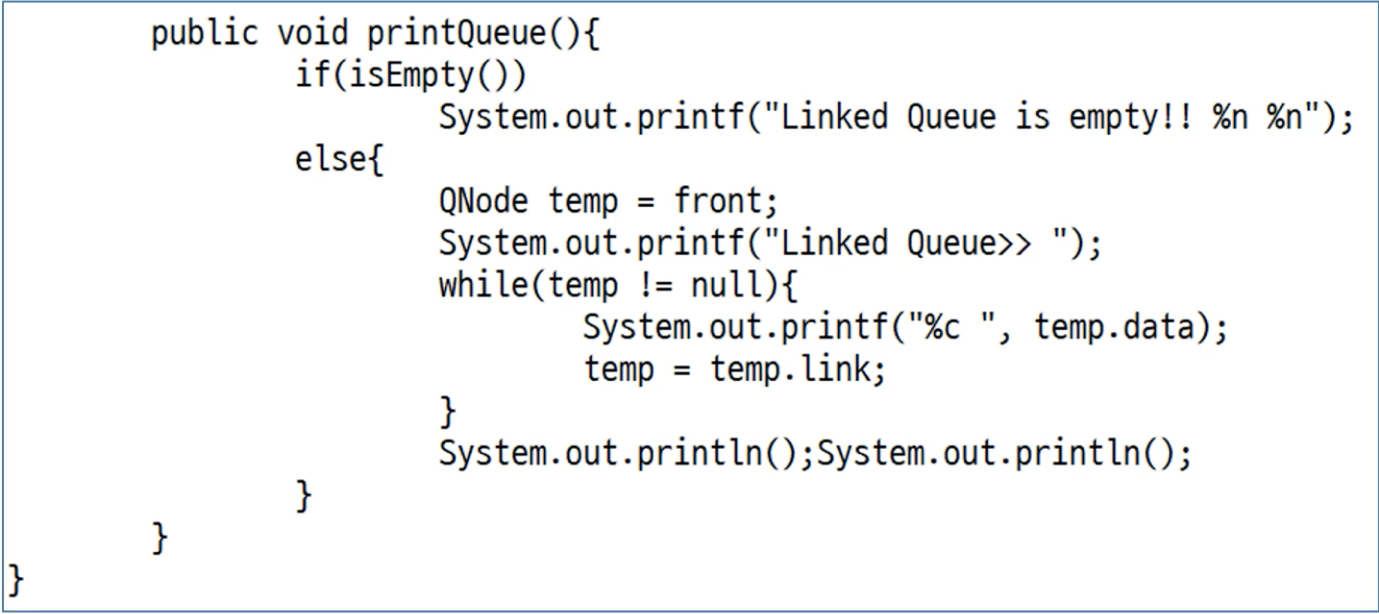 public void printQueue(){
if(isEmpty())
System.out.printf("Linked Queue is empty!! %n %n");
else{
QNode temp = front;
System.out.printf("Linked Queue>> ");
while(temp != null){
System.out.printf("%c ", temp.data);
temp = temp.link;
}
System.out.println();System.out.println();
}
}
}